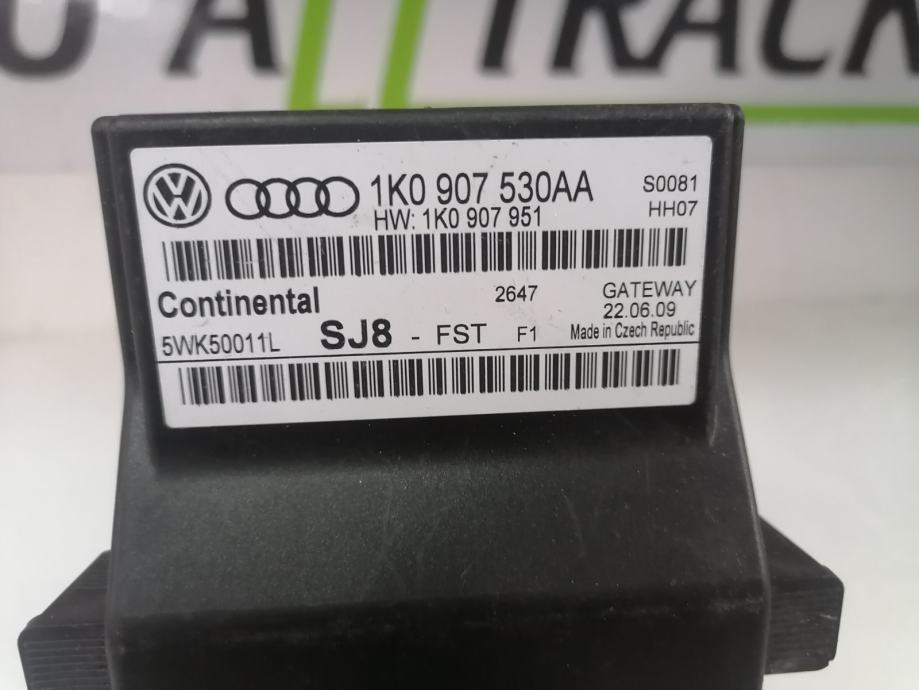 TRACK
1K0 907 530AA S0081
HW: 1K0 907 951 HH07
Continental 2647 GATEWAY
22.06.09
5WK50011L SJ8 - FST F1 Made in Czech Republic